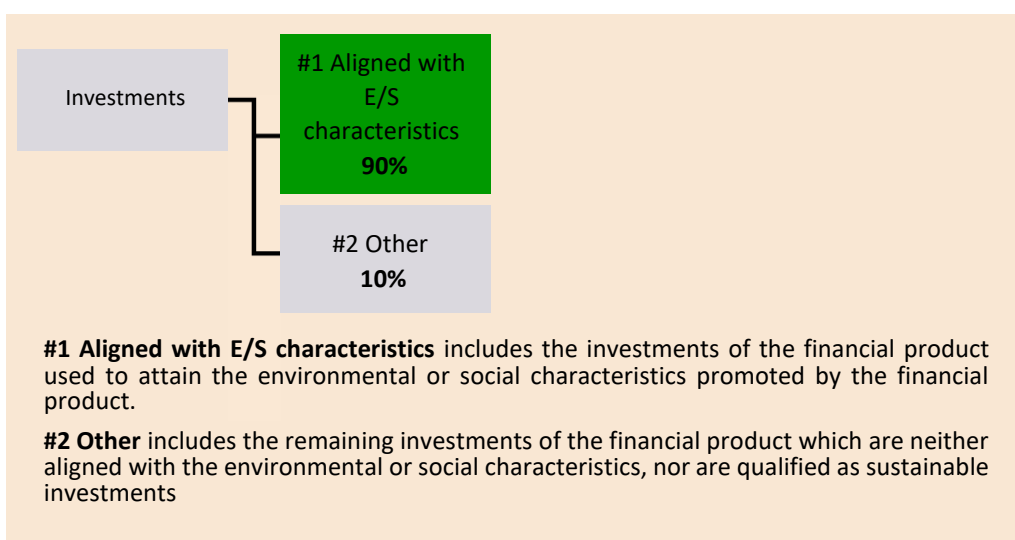 Investments
#1 Aligned with
E/S
characteristics
90%
#2 Other
10%
#1 Aligned with E/S characteristics includes the investments of the financial product
used to attain the environmental or social characteristics promoted by the financial
product.
#2 Other includes the remaining investments of the financial product which are neither
aligned with the environmental or social characteristics, nor are qualified as sustainable
investments